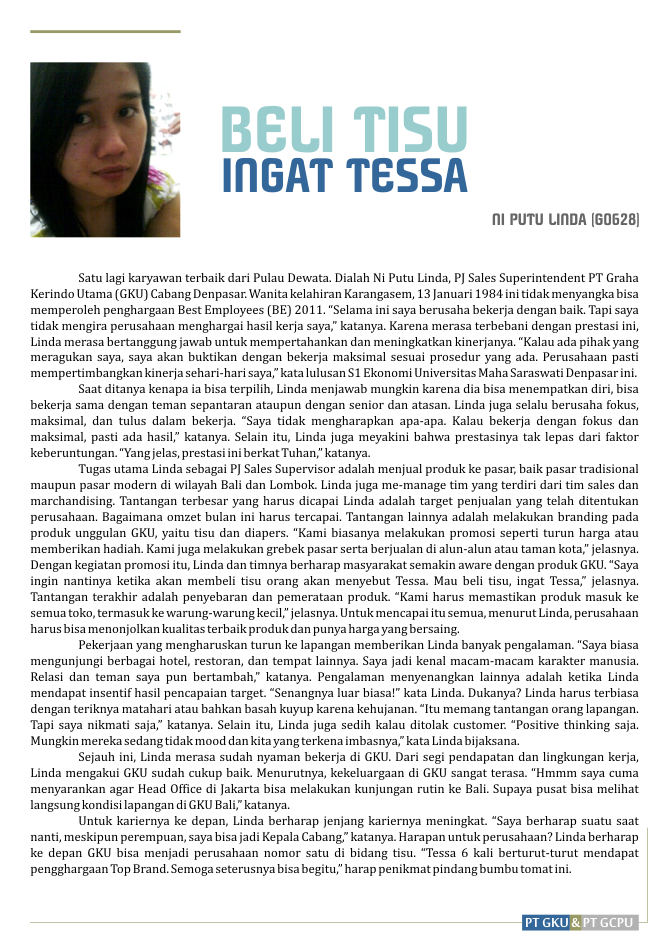 BELI TISU
INGAT TESSA
NI PUTU LINDA (G0628)
Satu lagi karyawan terbaik dari Pulau Dewata. Dialah Ni Putu Linda, PJ Sales Superintendent PT Graha
Kerindo Utama (GKU) Cabang Denpasar. Wanita kelahiran Karangasem, 13 Januari 1984 ini tidak menyangka bisa
memperoleh penghargaan Best Employees (BE) 2011. “Selama ini saya berusaha bekerja dengan baik. Tapi saya
tidak mengira perusahaan menghargai hasil kerja saya,” katanya. Karena merasa terbebani dengan prestasi ini,
Linda merasa bertanggung jawab untuk mempertahankan dan meningkatkan kinerjanya. “Kalau ada pihak yang
meragukan saya, saya akan buktikan dengan bekerja maksimal sesuai prosedur yang ada. Perusahaan pasti
mempertimbangkan kinerja sehari-hari saya,” kata lulusan S1 Ekonomi Universitas Maha Saraswati Denpasar ini.
Saat ditanya kenapa ia bisa terpilih, Linda menjawab mungkin karena dia bisa menempatkan diri, bisa
bekerja sama dengan teman sepantaran ataupun dengan senior dan atasan. Linda juga selalu berusaha fokus,
maksimal, dan tulus dalam bekerja. “Saya tidak mengharapkan apa-apa. Kalau bekerja dengan fokus dan
maksimal, pasti ada hasil,” katanya. Selain itu, Linda juga meyakini bahwa prestasinya tak lepas dari faktor
keberuntungan. “Yang jelas, prestasi ini berkat Tuhan,” katanya.
Tugas utama Linda sebagai PJ Sales Supervisor adalah menjual produk ke pasar, baik pasar tradisional
maupun pasar modern di wilayah Bali dan Lombok. Linda juga me-manage tim yang terdiri dari tim sales dan
marchandising. Tantangan terbesar yang harus dicapai Linda adalah target penjualan yang telah ditentukan
perusahaan. Bagaimana omzet bulan ini harus tercapai. Tantangan lainnya adalah melakukan branding pada
produk unggulan GKU, yaitu tisu dan diapers. “Kami biasanya melakukan promosi seperti turun harga atau
memberikan hadiah. Kami juga melakukan grebek pasar serta berjualan di alun-alun atau taman kota,” jelasnya.
Dengan kegiatan promosi itu, Linda dan timnya berharap masyarakat semakin aware dengan produk GKU. “Saya
ingin nantinya ketika akan membeli tisu orang akan menyebut Tessa. Mau beli tisu, ingat Tessa,” jelasnya.
Tantangan terakhir adalah penyebaran dan pemerataan produk. “Kami harus memastikan produk masuk ke
semua toko, termasuk ke warung-warung kecil,” jelasnya. Untuk mencapai itu semua, menurut Linda, perusahaan
harus bisa menonjolkan kualitas terbaik produk dan punya harga yang bersaing.
Pekerjaan yang mengharuskan turun ke lapangan memberikan Linda banyak pengalaman. “Saya biasa
mengunjungi berbagai hotel, restoran, dan tempat lainnya. Saya jadi kenal macam-macam karakter manusia.
Relasi dan teman saya pun bertambah,” katanya. Pengalaman menyenangkan lainnya adalah ketika Linda
mendapat insentif hasil pencapaian target. “Senangnya luar biasa!” kata Linda. Dukanya? Linda harus terbiasa
dengan teriknya matahari atau bahkan basah kuyup karena kehujanan. “Itu memang tantangan orang lapangan.
Tapi saya nikmati saja,” katanya. Selain itu, Linda juga sedih kalau ditolak customer. “Positive thinking saja.
Mungkin mereka sedang tidak mood dan kita yang terkena imbasnya,” kata Linda bijaksana.
Sejauh ini, Linda merasa sudah nyaman bekerja di GKU. Dari segi pendapatan dan lingkungan kerja,
Linda mengakui GKU sudah cukup baik. Menurutnya, kekeluargaan di GKU sangat terasa. “Hmmm saya cuma
menyarankan agar Head Office di Jakarta bisa melakukan kunjungan rutin ke Bali. Supaya pusat bisa melihat
langsung kondisi lapangan di GKU Bali,” katanya.
Untuk kariernya ke depan, Linda berharap jenjang kariernya meningkat. “Saya berharap suatu saat
nanti, meskipun perempuan, saya bisa jadi Kepala Cabang,” katanya. Harapan untuk perusahaan? Linda berharap
ke depan GKU bisa menjadi perusahaan nomor satu di bidang tisu. “Tessa 6 kali berturut-turut mendapat
pengghargaan Top Brand. Semoga seterusnya bisa begitu,” harap penikmat pindang bumbu tomat ini.
PT GKU & PT GCPU